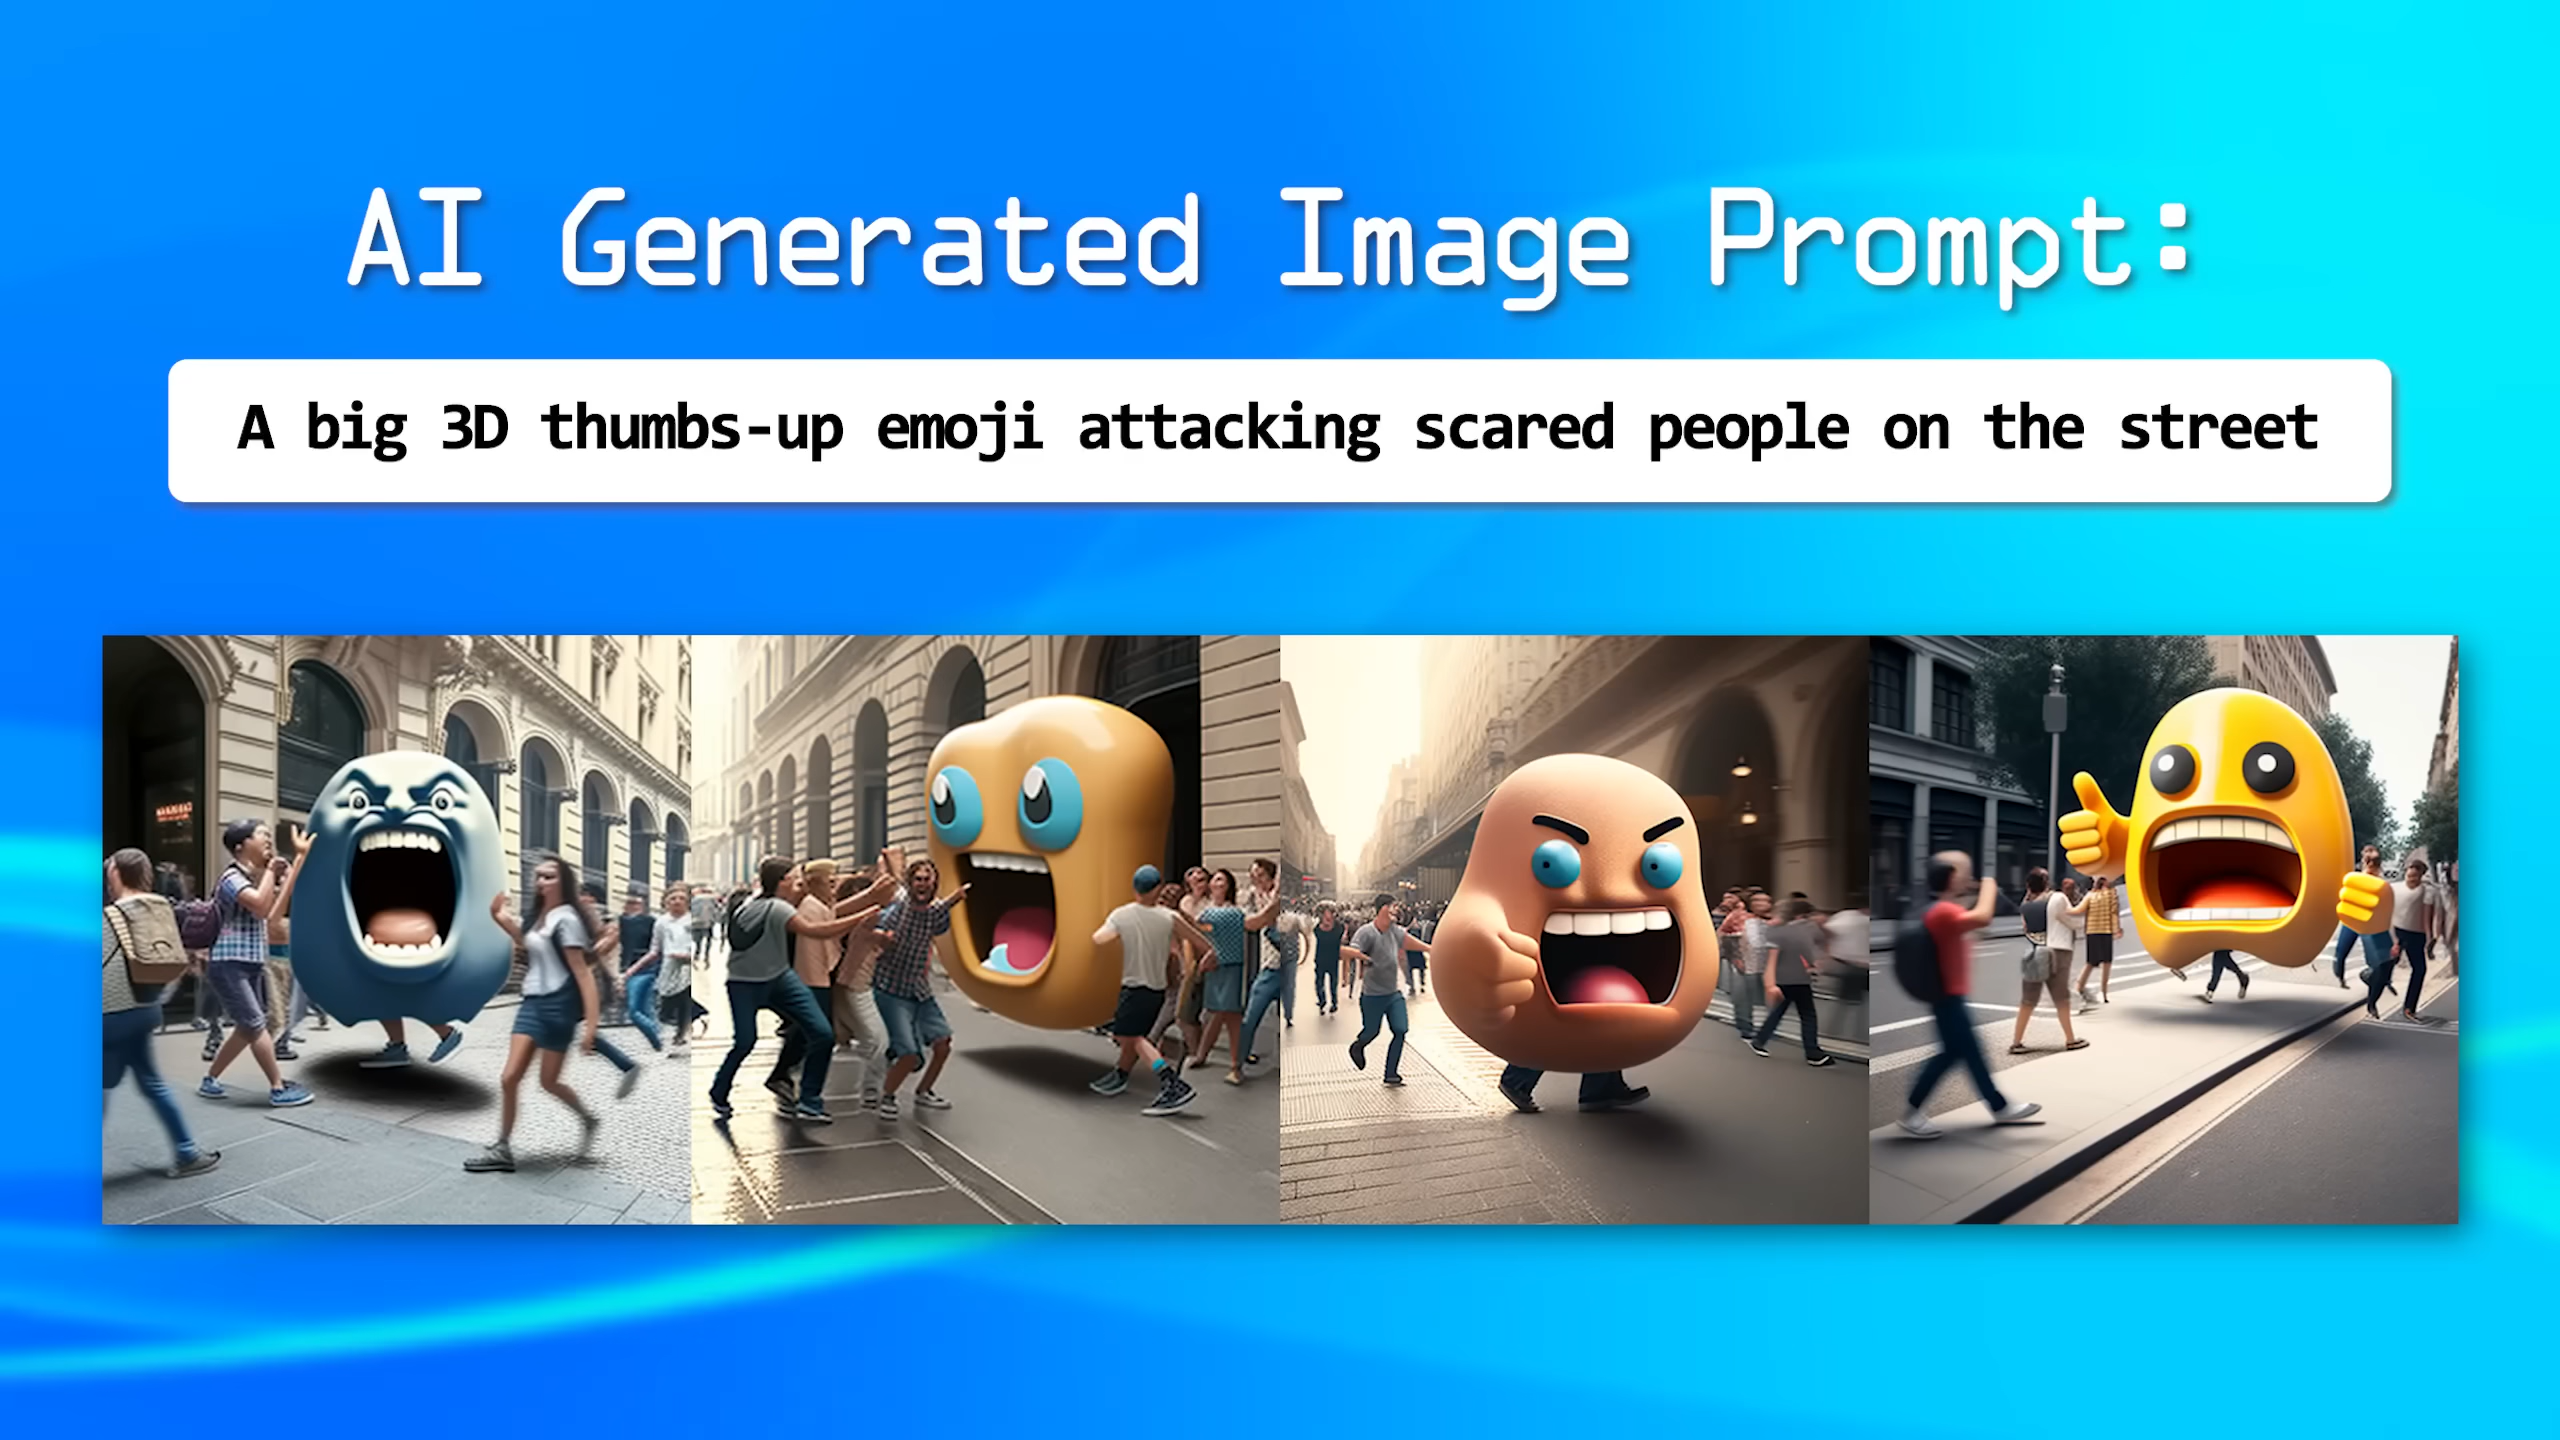 AI Generated Image Prompt:
A big 3D thumbs-up emoji attacking scared people on the street